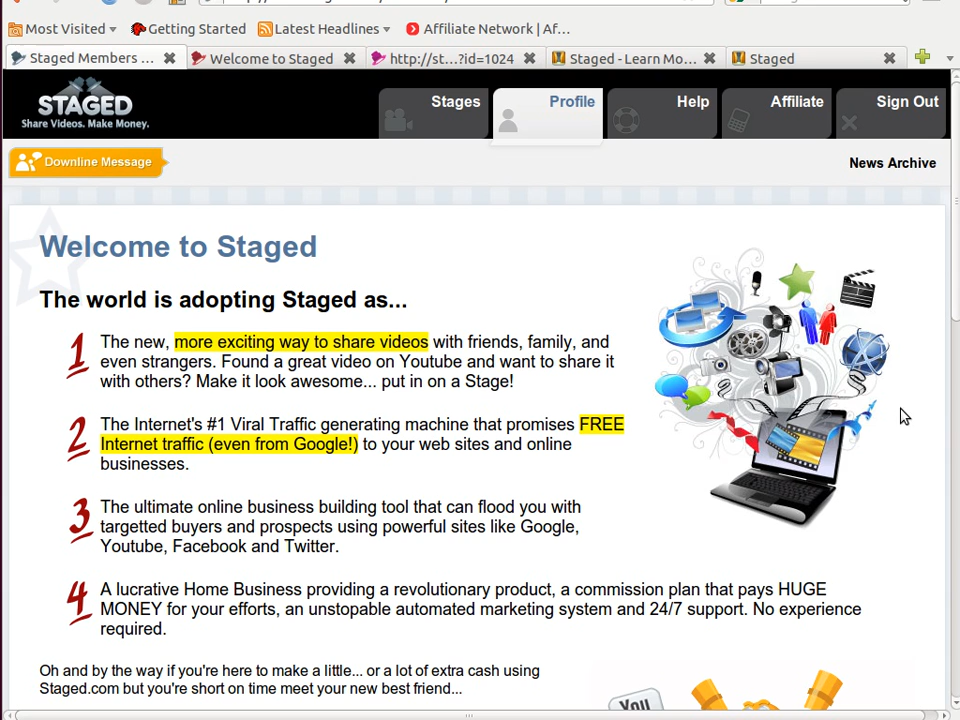 Most Visited
Getting Started
Latest Headlines
Affiliate Network | Af...
Staged Members ...
Welcome to Staged
http://st...?id=1024
Staged - Learn Mo...
Staged
STAGED
Share Videos. Make Money.
Stages
Profile
Help
Affiliate
Sign Out
Downline Message
News Archive
Welcome to Staged
The world is adopting Staged as...
1 The new, more exciting way to share videos with friends, family, and
even strangers. Found a great video on Youtube and want to share it
with others? Make it look awesome... put in on a Stage!
2 The Internet's #1 Viral Traffic generating machine that promises FREE
Internet traffic (even from Google!) to your web sites and online
businesses.
3 The ultimate online business building tool that can flood you with
targetted buyers and prospects using powerful sites like Google,
Youtube, Facebook and Twitter.
4 A lucrative Home Business providing a revolutionary product, a commission plan that pays HUGE
MONEY for your efforts, an unstopable automated marketing system and 24/7 support. No experience
required.
Oh and by the way if you're here to make a little... or a lot of extra cash using
Staged.com but you're short on time meet your new best friend...
You